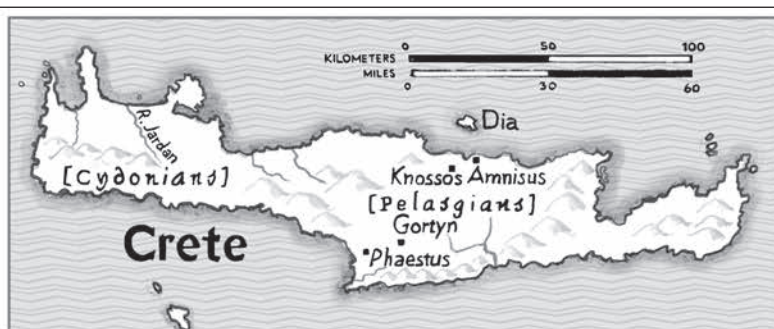 0 50 100
KILOMETERS
MILES
0 30 60
Dia
R. Jardan
[Cydonians]
Knossos Amnisus
[Pelasgians]
Gortyn
Crete
Phaestus